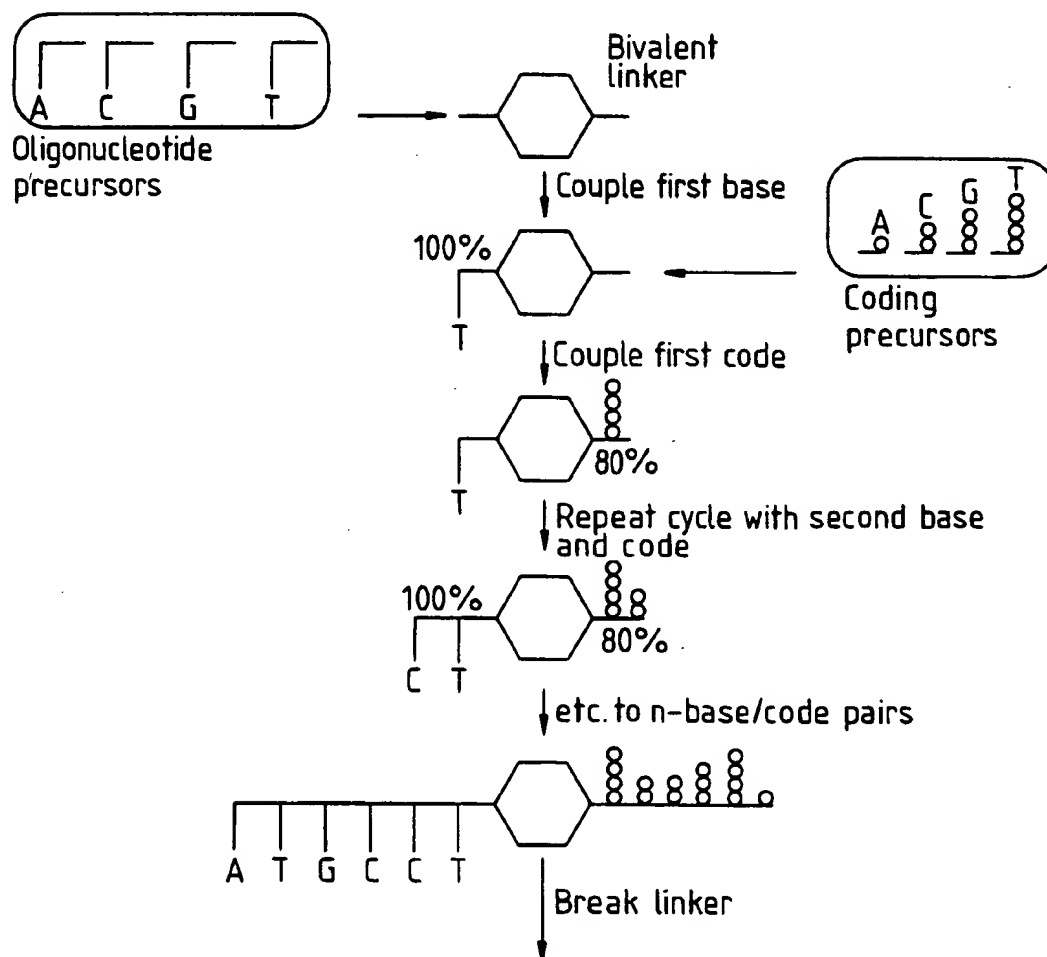 A C G T
Oligonucleotide
precursors
Bivalent
linker
Couple first base
A C G T
Coding
precursors
100%
T
Couple first code
T
80%
Repeat cycle with second base
and code
100%
80%
C T
etc. to n-base/code pairs
A T G C C T
Break linker